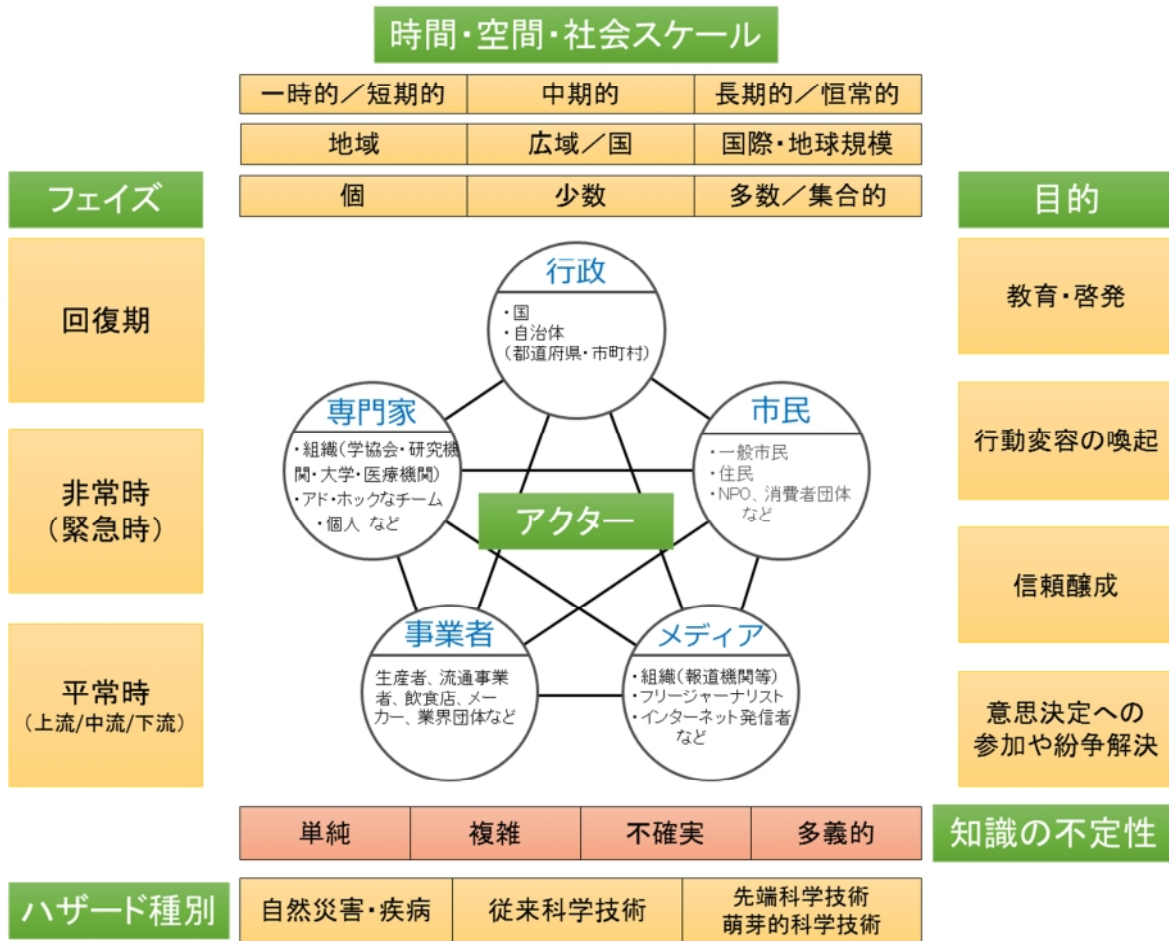 時間・空間・社会スケール
一時的／短期的 中期的 長期的／恒常的
地域 広域／国 国際・地球規模
個 少数 多数／集合的
フェイズ
回復期
非常時
（緊急時）
平常時
（上流/中流/下流）
目的
教育・啓発
行動変容の喚起
信頼醸成
意思決定への
参加や紛争解決
行政
・国
・自治体
（都道府県・市町村）
専門家
・組織（学協会・研究機
関・大学・医療機関）
・アド・ホックなチーム
・個人 など
市民
・一般市民
・住民
・NPO、消費者団体
など
アクター
事業者
生産者、流通事業
者、飲食店、メー
カー、業界団体など
メディア
・組織（報道機関等）
・フリージャーナリスト
・インターネット発信者
など
単純 複雑 不確実 多義的
知識の不定性
ハザード種別
自然災害・疾病 従来科学技術
先端科学技術
萌芽的科学技術